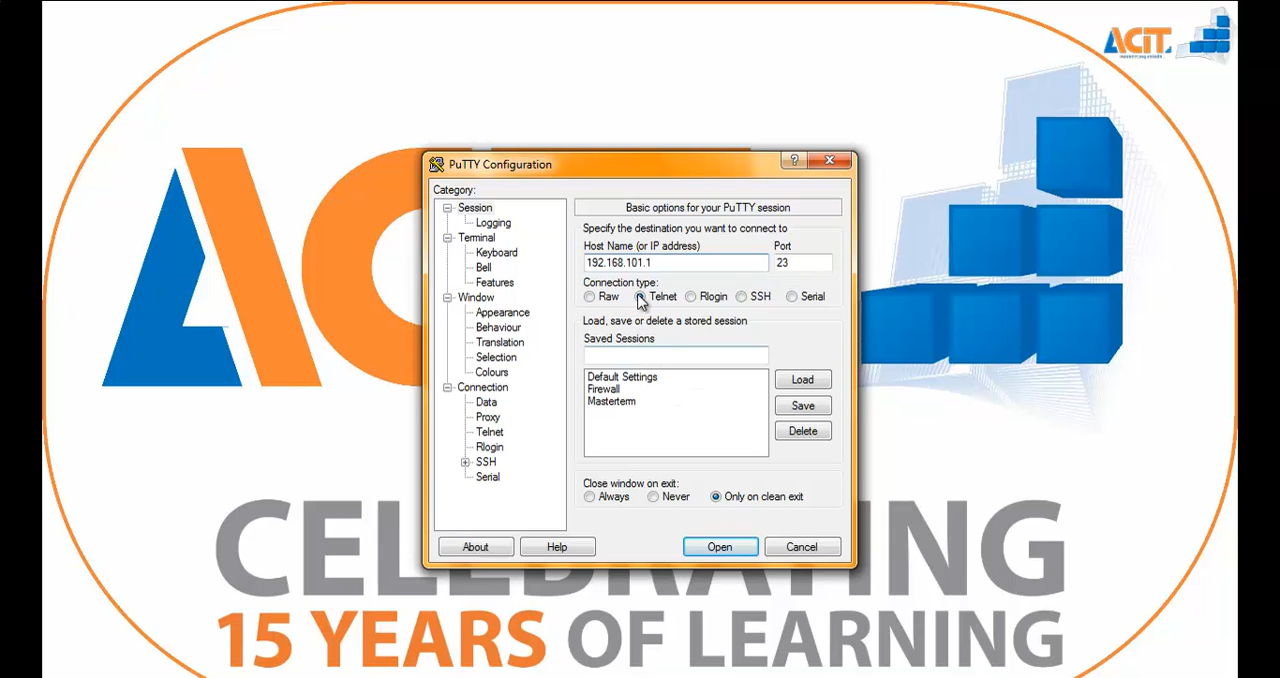 ACiT
PuTTY Configuration
?
Category:
Session
Logging
Terminal
Keyboard
Bell
Features
Window
Appearance
Behaviour
Translation
Selection
Colours
Connection
Data
Proxy
Telnet
Rlogin
SSH
Serial
Basic options for your PuTTY session
Specify the destination you want to connect to
Host Name (or IP address) Port
192.168.101.1 23
Connection type:
Raw Telnet Rlogin SSH Serial
Load, save or delete a stored session
Saved Sessions
Default Settings
Firewall
Masterterm
Load
Save
Delete
Close window on exit:
Always Never Only on clean exit
About Help Open Cancel
15 YEARS OF LEARNING